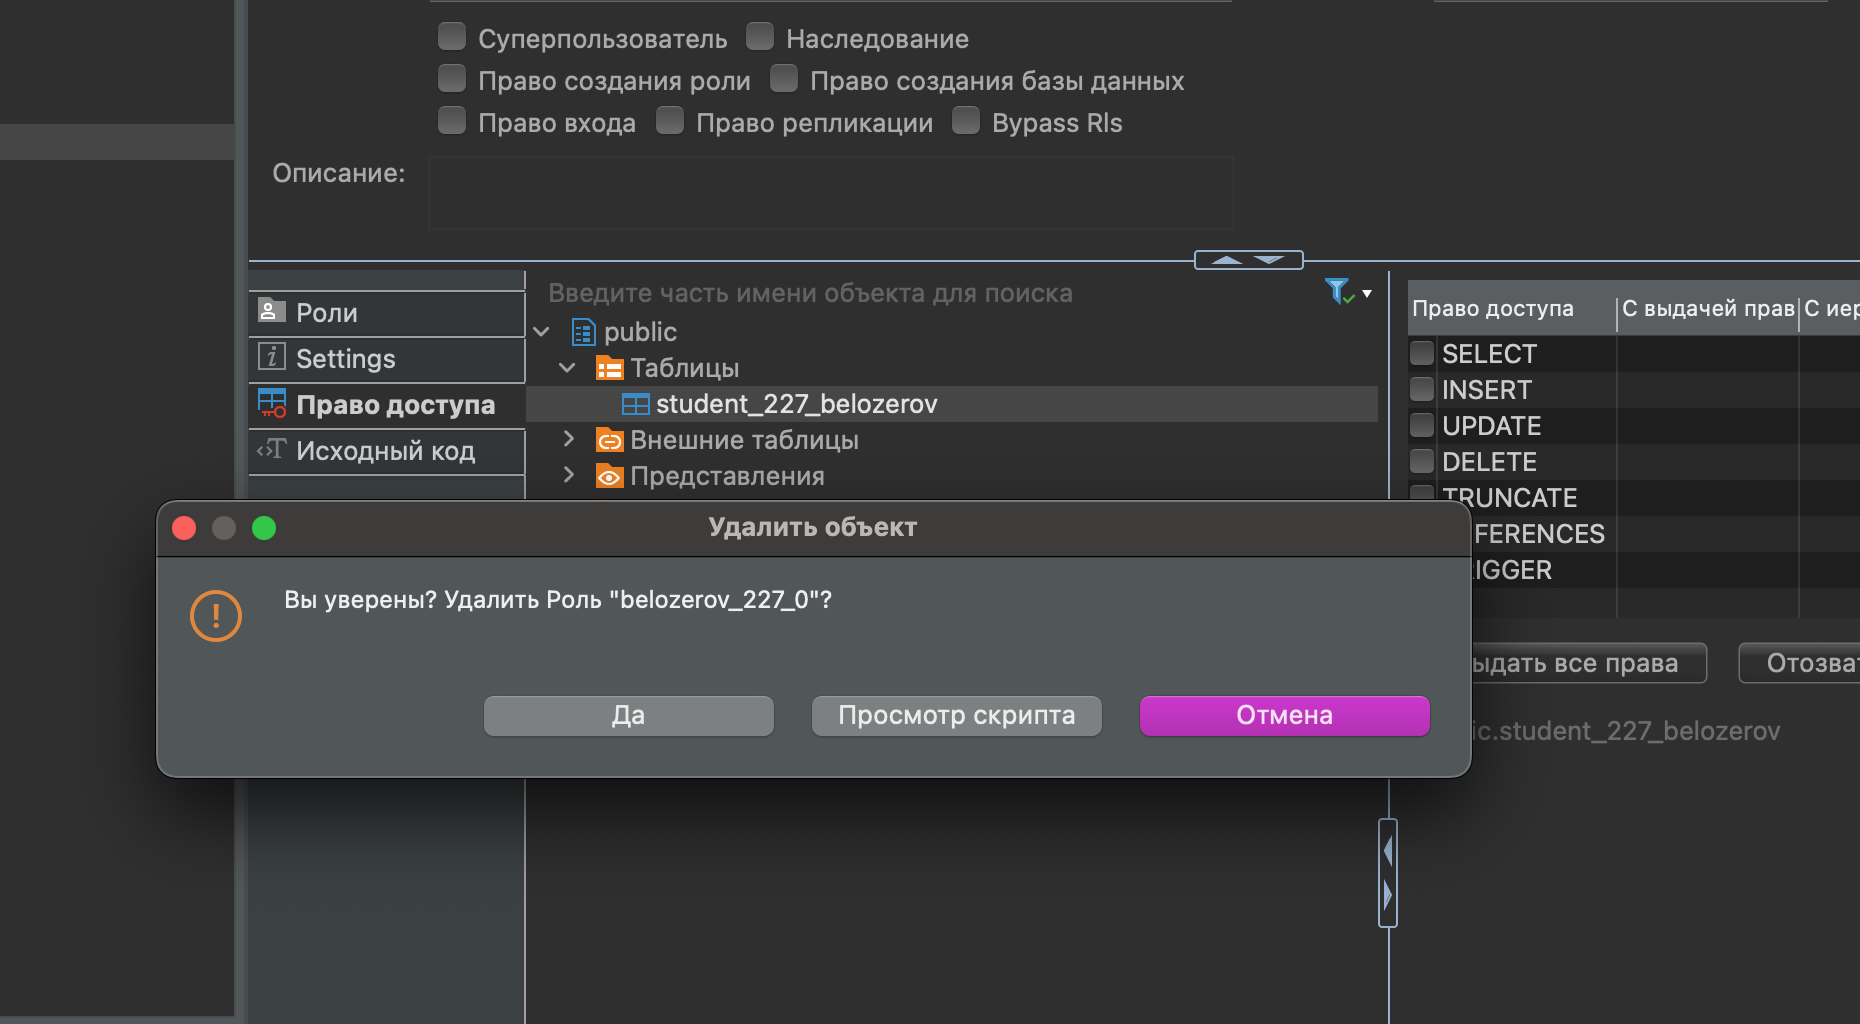 Суперпользователь Наследование
Право создания роли Право создания базы данных
Право входа Право репликации Bypass Rls
Описание:
Роли
Settings
Право доступа
Исходный код
Введите часть имени объекта для поиска
public
Таблицы
student_227_belozerov
Внешние таблицы
Представления
Право доступа С выдачей прав С иер
SELECT
INSERT
UPDATE
DELETE
TRUNCATE
FERENCES
IGGER
ыдать все права Отозват
ic.student_227_belozerov
Удалить объект
Вы уверены? Удалить Роль "belozerov_227_0"?
Да Просмотр скрипта Отмена